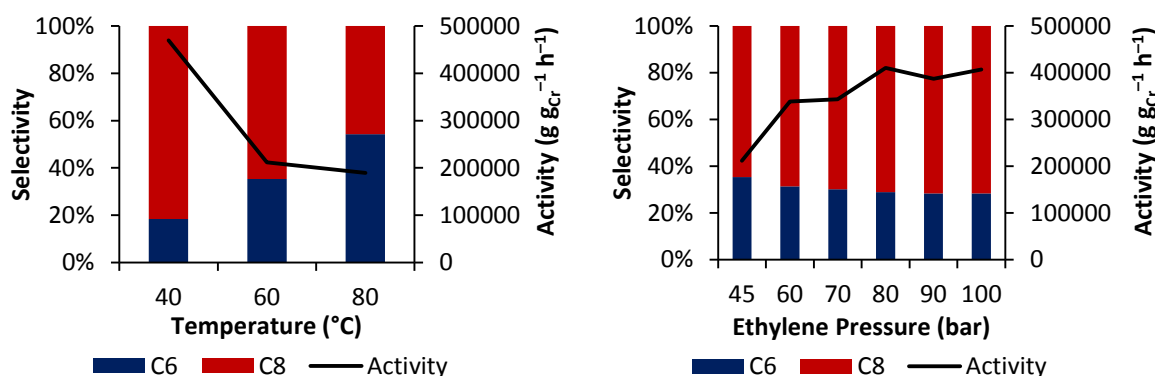 Selectivity
100%
80%
60%
40%
20%
0%
500000
400000
300000
200000
100000
0
Activity (g gCr⁻¹ h⁻¹)
40 60 80
Temperature (°C)
C6 C8 Activity
Selectivity
100%
80%
60%
40%
20%
0%
500000
400000
300000
200000
100000
0
Activity (g gCr⁻¹ h⁻¹)
45 60 70 80 90 100
Ethylene Pressure (bar)
C6 C8 Activity